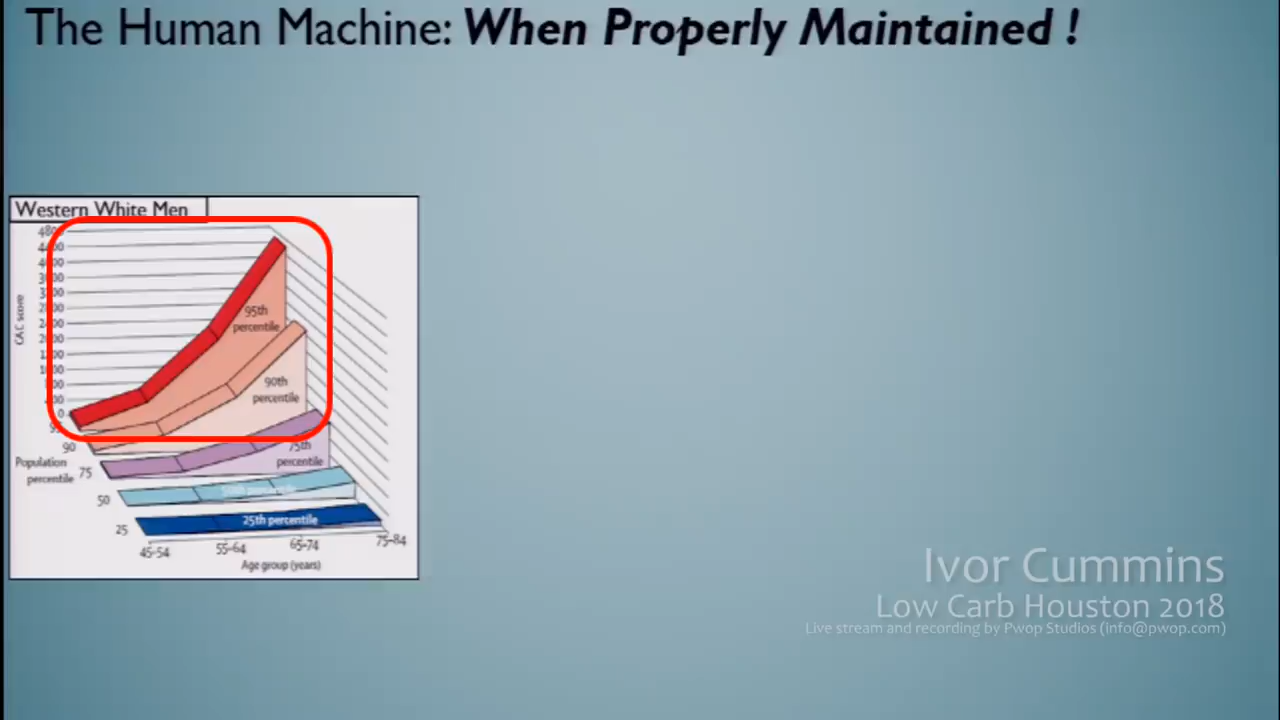 The Human Machine: When Properly Maintained !
Western White Men
CAC score
0
95th
percentile
90th
percentile
75th
percentile
25th percentile
90
75
50
25
Population
percentile
45-54
55-64
65-74
75-84
Age group (years)
Ivor Cummins
Low Carb Houston 2018
Live stream and recording by Pwop Studios (info@pwop.com)